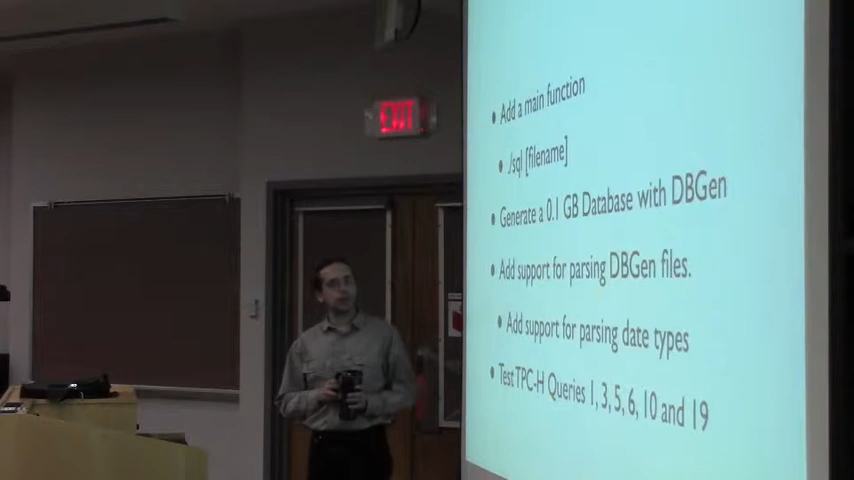 EXIT
• Add a main function
• ./sql [filename]
• Generate a 0.1 GB Database with DBGen
• Add support for parsing DBGen files.
• Add support for parsing date types
• Test TPC-H Queries 1, 3, 5, 6, 10 and 19